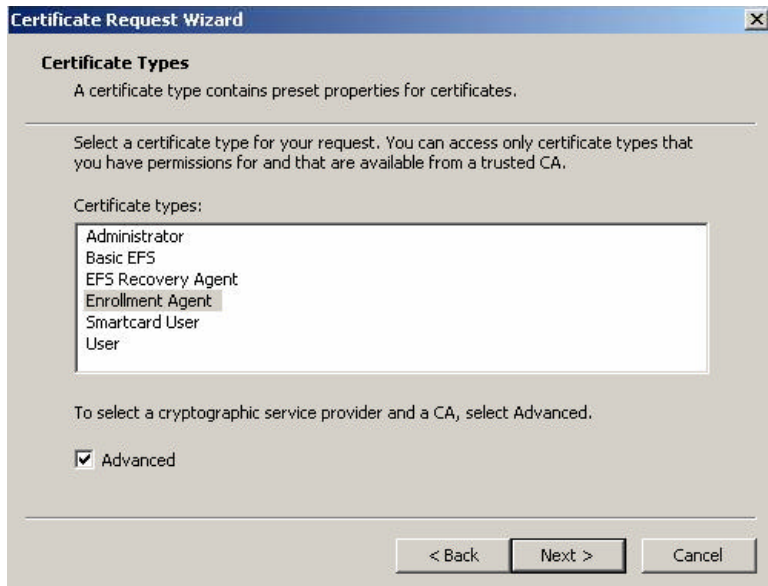 Certificate Request Wizard
Certificate Types
A certificate type contains preset properties for certificates.
Select a certificate type for your request. You can access only certificate types that
you have permissions for and that are available from a trusted CA.
Certificate types:
Administrator
Basic EFS
EFS Recovery Agent
Enrollment Agent
Smartcard User
User
To select a cryptographic service provider and a CA, select Advanced.
Advanced
< Back Next > Cancel